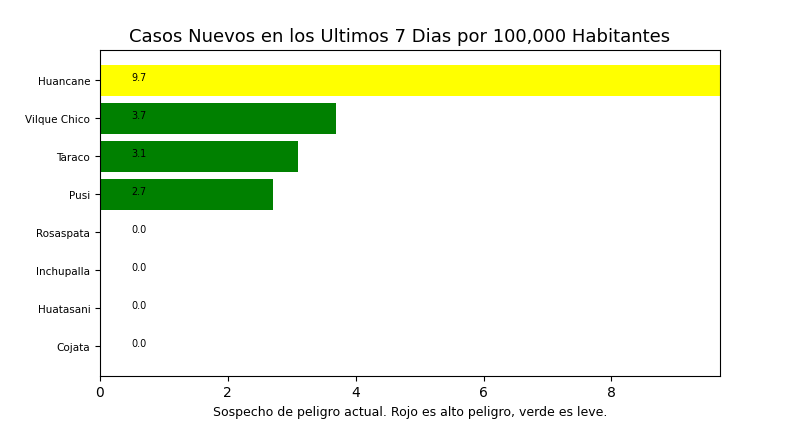 Casos Nuevos en los Ultimos 7 Dias por 100,000 Habitantes
Huancane 9.7
Vilque Chico 3.7
Taraco 3.1
Pusi 2.7
Rosaspata 0.0
Inchupalla 0.0
Huatasani 0.0
Cojata 0.0
0 2 4 6 8
Sospecho de peligro actual. Rojo es alto peligro, verde es leve.